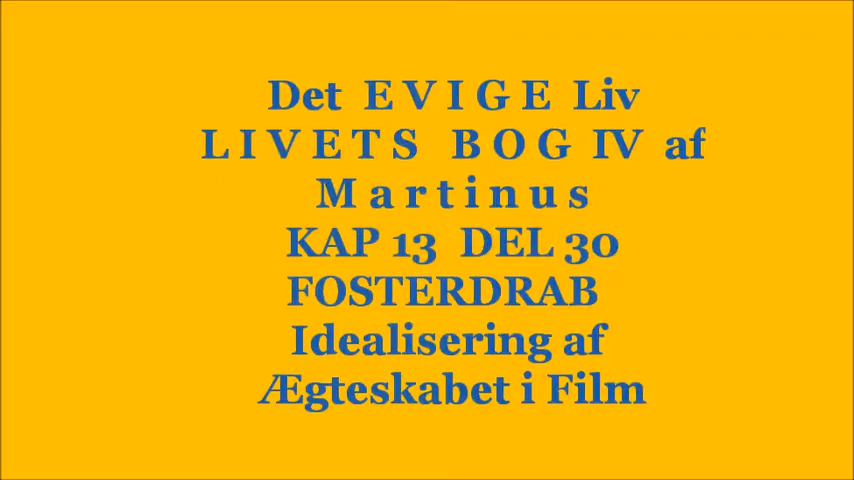 Det E V I G E Liv
L I V E T S B O G IV af
M a r t i n u s
KAP 13 DEL 30
FOSTERDRAB
Idealisering af
Ægteskabet i Film